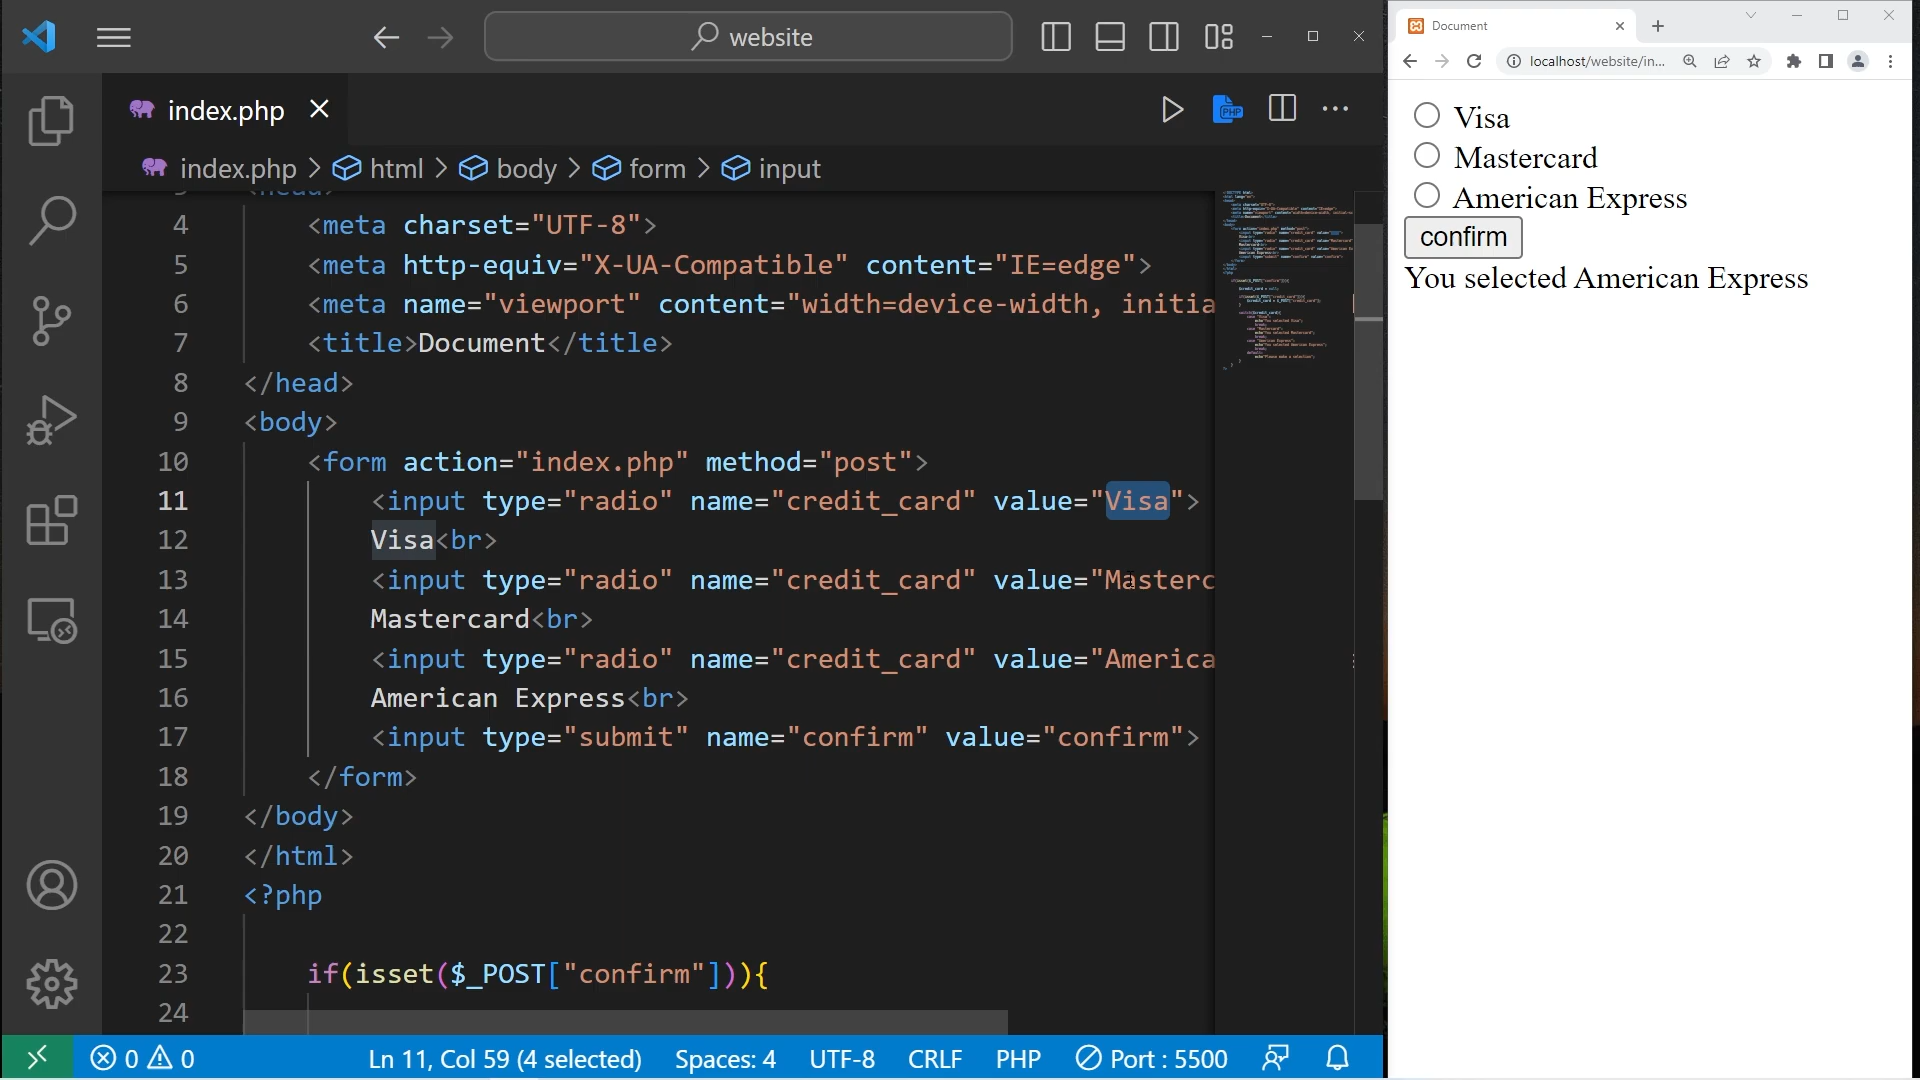 website
index.php
index.php > html > body > form > input
4 <meta charset="UTF-8">
5 <meta http-equiv="X-UA-Compatible" content="IE=edge">
6 <meta name="viewport" content="width=device-width, initia
7 <title>Document</title>
8 </head>
9 <body>
10 <form action="index.php" method="post">
11 <input type="radio" name="credit_card" value="Visa">
12 Visa<br>
13 <input type="radio" name="credit_card" value="Masterc
14 Mastercard<br>
15 <input type="radio" name="credit_card" value="America
16 American Express<br>
17 <input type="submit" name="confirm" value="confirm">
18 </form>
19 </body>
20 </html>
21 <?php
22
23 if(isset($_POST["confirm"])){
24
0 0 Ln 11, Col 59 (4 selected) Spaces: 4 UTF-8 CRLF PHP Port : 5500
Document
localhost/website/in...
Visa
Mastercard
American Express
confirm
You selected American Express